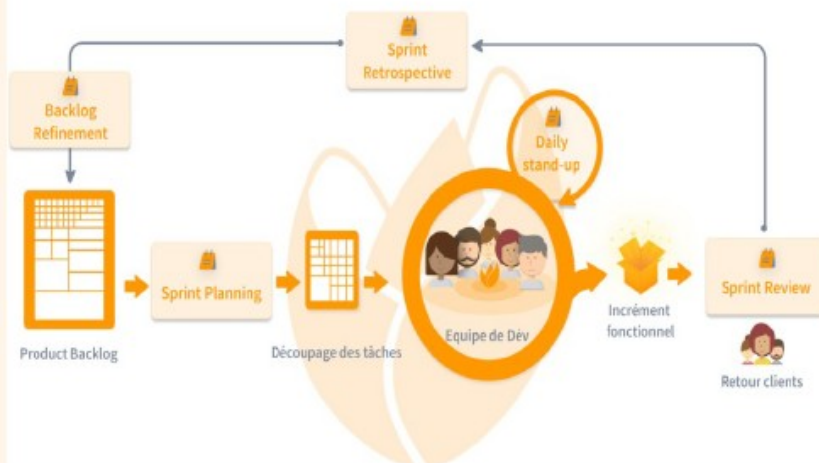 Sprint
Retrospective
Backlog
Refinement
Daily
stand-up
Sprint Planning
Sprint Review
Equipe de Dév
Incrément
fonctionnel
Product Backlog
Découpage des tâches
Retour clients